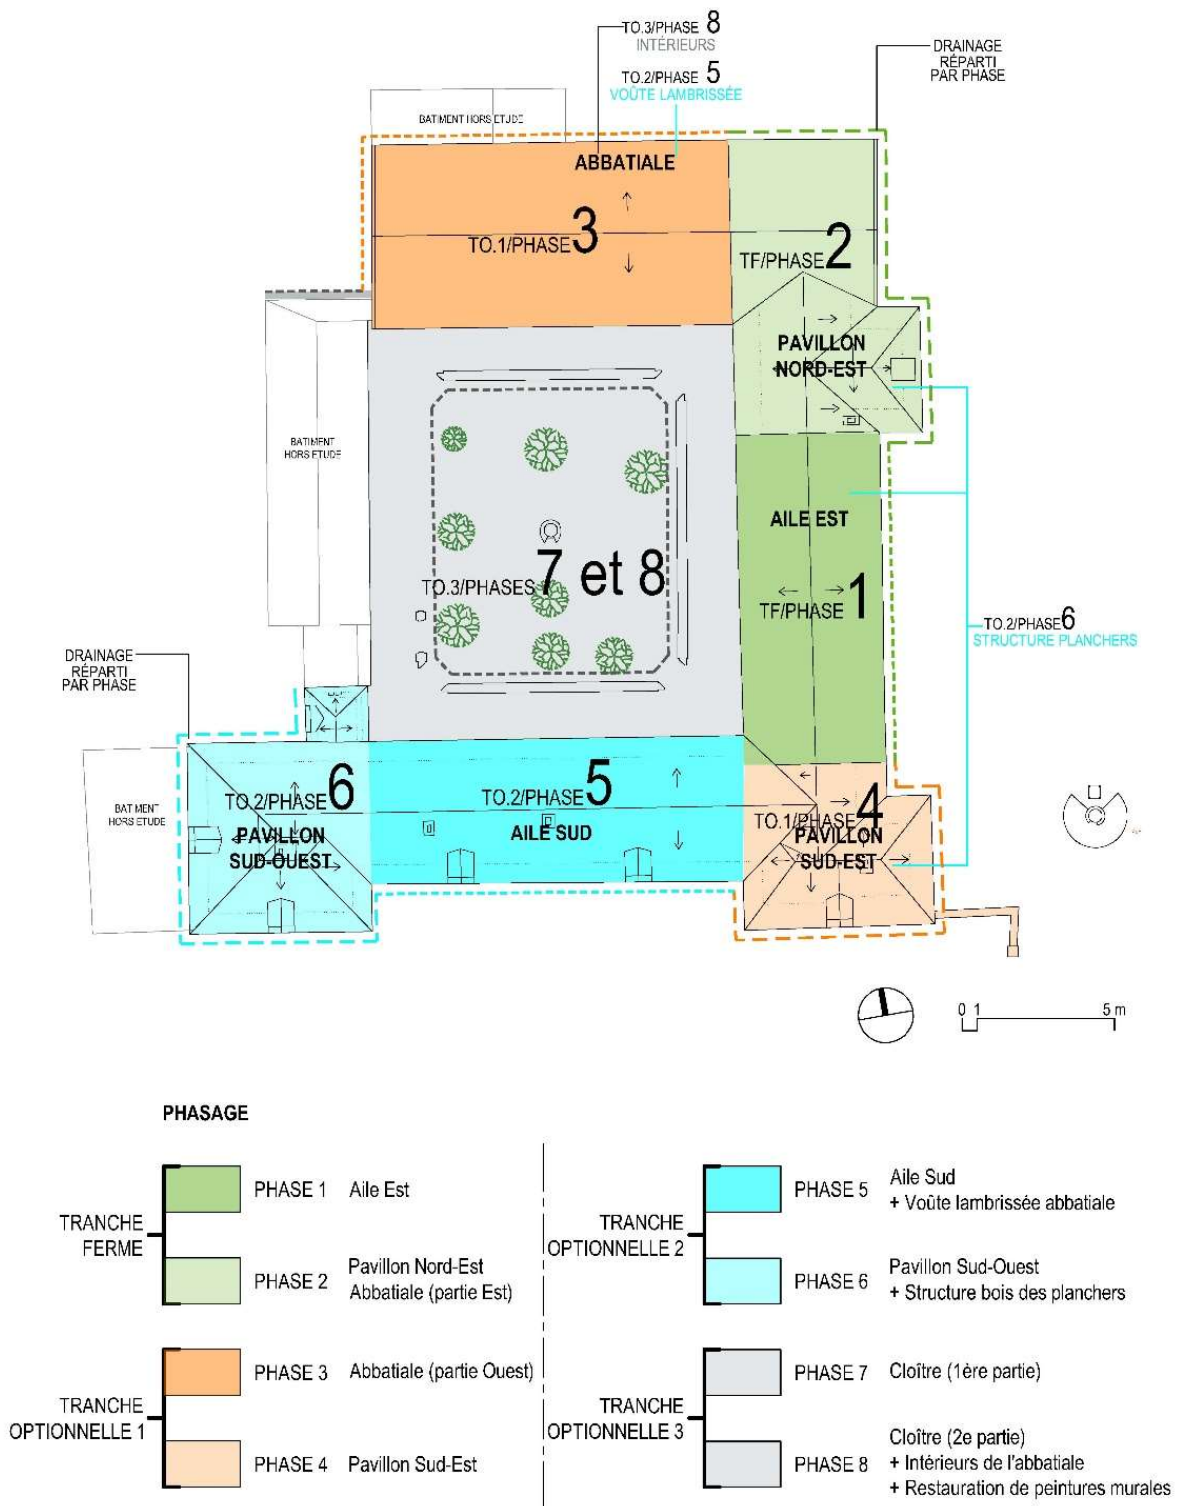 TO.3/PHASE 8
INTÉRIEURS
TO.2/PHASE 5
VOÛTE LAMBRISSÉE
DRAINAGE
RÉPARTI
PAR PHASE
BATIMENT HORS ETUDE
ABBATIALE
TO.1/PHASE 3
TF/PHASE 2
PAVILLON
NORD-EST
BATIMENT
HORS ETUDE
AILE EST
TF/PHASE 1
TO.3/PHASES 7 et 8
TO.2/PHASE 6
STRUCTURE PLANCHERS
DRAINAGE
RÉPARTI
PAR PHASE
BATIMENT
HORS ETUDE
TO.2/PHASE 6
PAVILLON
SUD-OUEST
TO.2/PHASE 5
AILE SUD
TO.1/PHASE 4
PAVILLON
SUD-EST
0 1 5 m
PHASAGE
TRANCHE
FERME
PHASE 1 Aile Est
PHASE 2 Pavillon Nord-Est
Abbatiale (partie Est)
TRANCHE
OPTIONNELLE 1
PHASE 3 Abbatiale (partie Ouest)
PHASE 4 Pavillon Sud-Est
TRANCHE
OPTIONNELLE 2
PHASE 5 Aile Sud
+ Voûte lambrissée abbatiale
PHASE 6 Pavillon Sud-Ouest
+ Structure bois des planchers
TRANCHE
OPTIONNELLE 3
PHASE 7 Cloître (1ère partie)
PHASE 8 Cloître (2e partie)
+ Intérieurs de l'abbatiale
+ Restauration de peintures murales